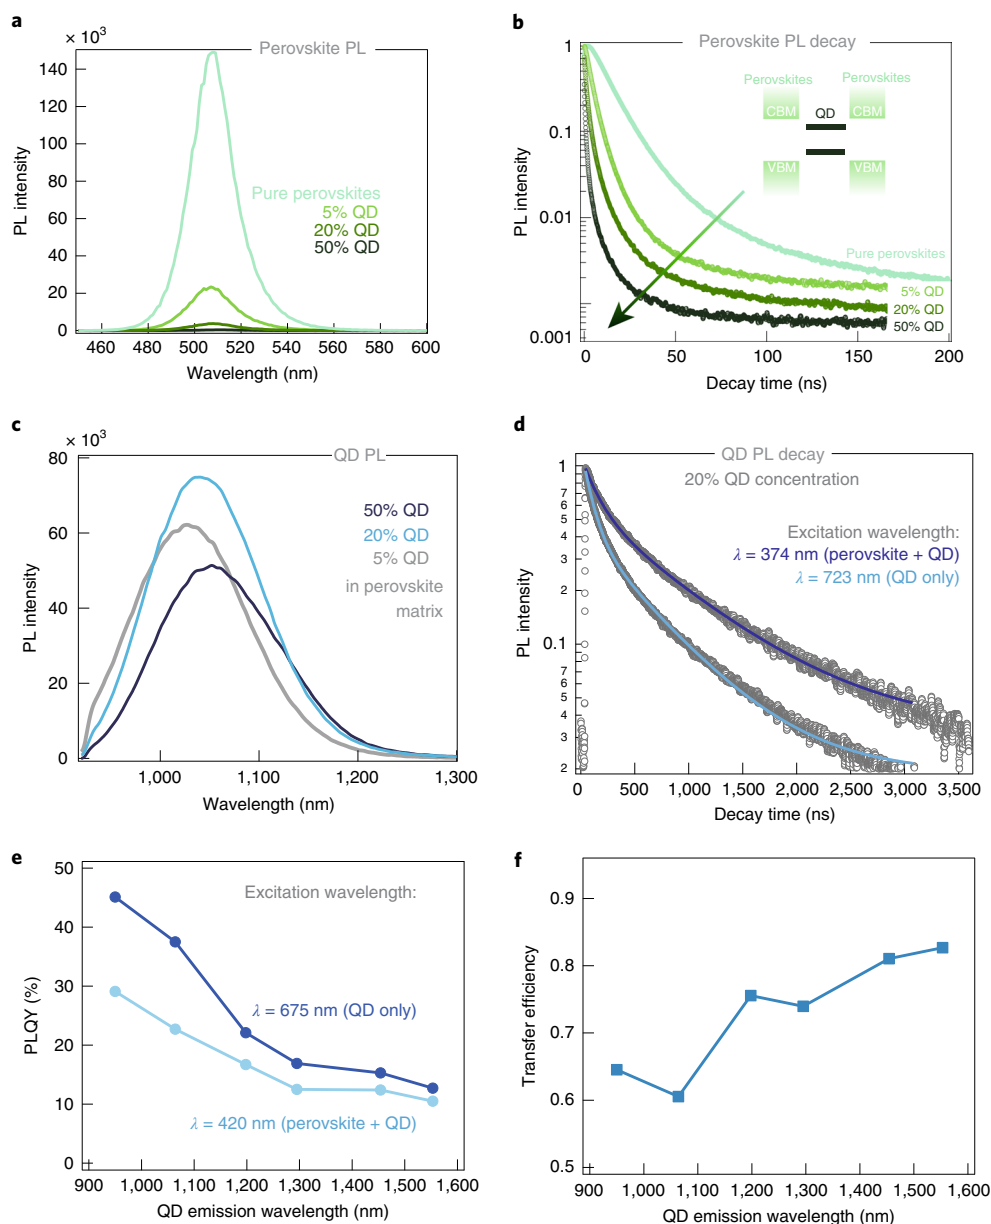 a
× 10³
Perovskite PL
140
120
100
80
60
40
20
0
PL intensity
Pure perovskites
5% QD
20% QD
50% QD
460
480
500
520
540
560
580
600
Wavelength (nm)
b
Perovskite PL decay
1
0.1
0.01
0.001
PL intensity
Perovskites
Perovskites
CBM
QD
CBM
VBM
VBM
Pure perovskites
5% QD
20% QD
50% QD
0
50
100
150
200
Decay time (ns)
c
× 10³
QD PL
80
60
40
20
0
PL intensity
50% QD
20% QD
5% QD
in perovskite
matrix
1,000
1,100
1,200
1,300
Wavelength (nm)
d
QD PL decay
20% QD concentration
1
6
5
4
3
2
0.1
6
5
4
3
2
PL intensity
Excitation wavelength:
λ = 374 nm (perovskite + QD)
λ = 723 nm (QD only)
0
500
1,000
1,500
2,000
2,500
3,000
3,500
Decay time (ns)
e
50
40
30
20
10
0
PLQY (%)
Excitation wavelength:
λ = 675 nm (QD only)
λ = 420 nm (perovskite + QD)
900
1,000
1,100
1,200
1,300
1,400
1,500
1,600
QD emission wavelength (nm)
f
0.9
0.8
0.7
0.6
0.5
Transfer efficiency
900
1,000
1,100
1,200
1,300
1,400
1,500
1,600
QD emission wavelength (nm)